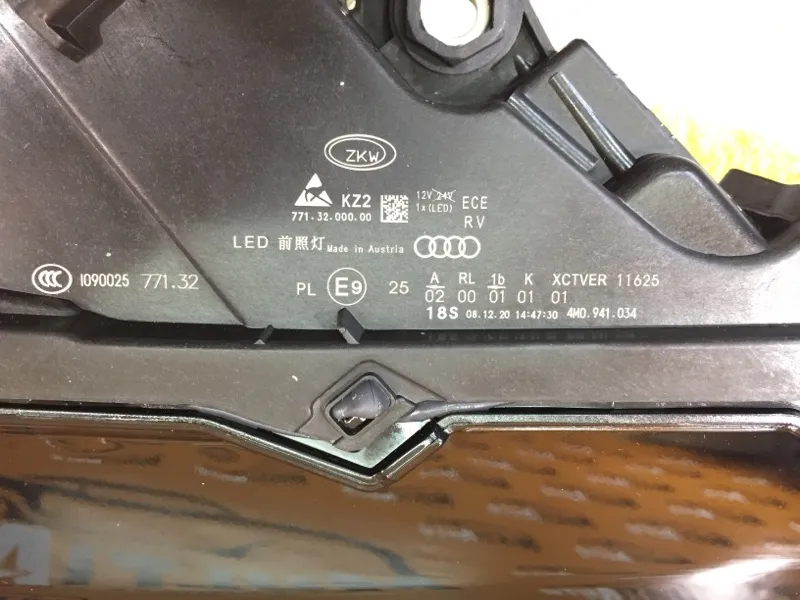 ZKW
KZ2
771.32.000.00
12V 24V
1x(LED)
ECE
RV
LED 前照灯 Made in Austria
CCC I090025 771.32
PL E9 25 A RL 1b K XCTVER 11625
02 00 01 01 01
18S 08.12.20 14:47:30 4M0.941.034